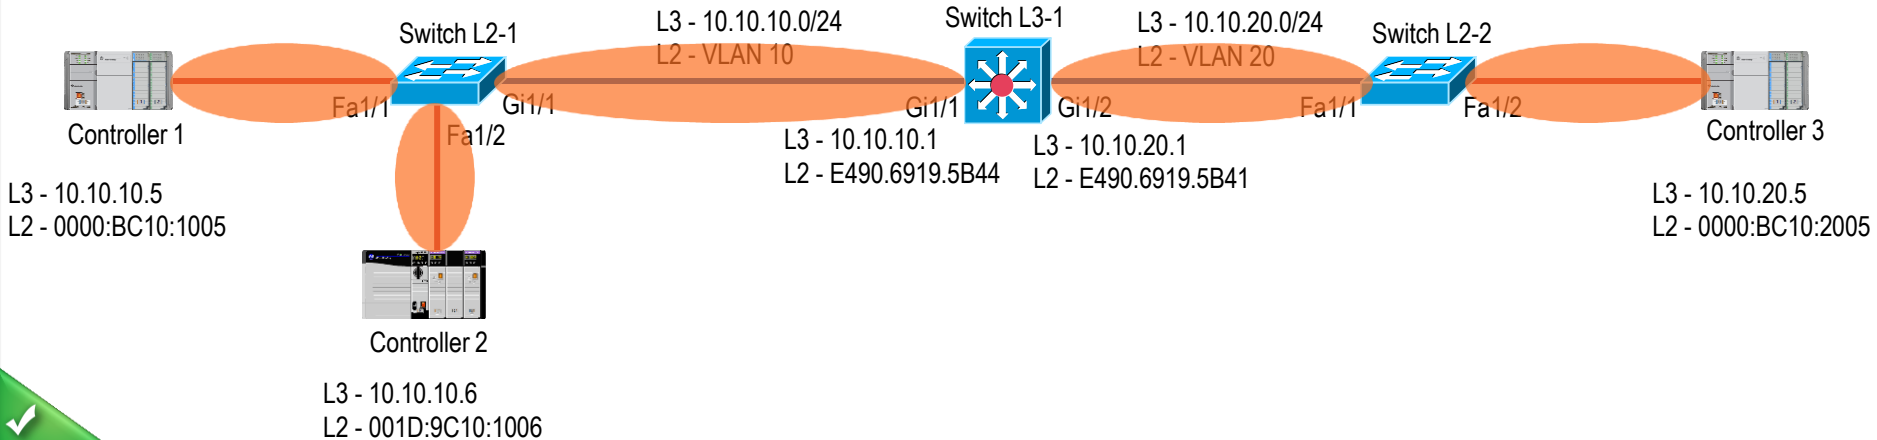 Switch L2-1
L3 - 10.10.10.0/24
L2 - VLAN 10
Switch L3-1
L3 - 10.10.20.0/24
L2 - VLAN 20
Switch L2-2
Fa1/1
Gi1/1
Fa1/2
Gi1/1
Gi1/2
Fa1/1
Fa1/2
Controller 1
L3 - 10.10.10.5
L2 - 0000:BC10:1005
L3 - 10.10.10.1
L2 - E490.6919.5B44
L3 - 10.10.20.1
L2 - E490.6919.5B41
Controller 3
L3 - 10.10.20.5
L2 - 0000:BC10:2005
Controller 2
L3 - 10.10.10.6
L2 - 001D:9C10:1006